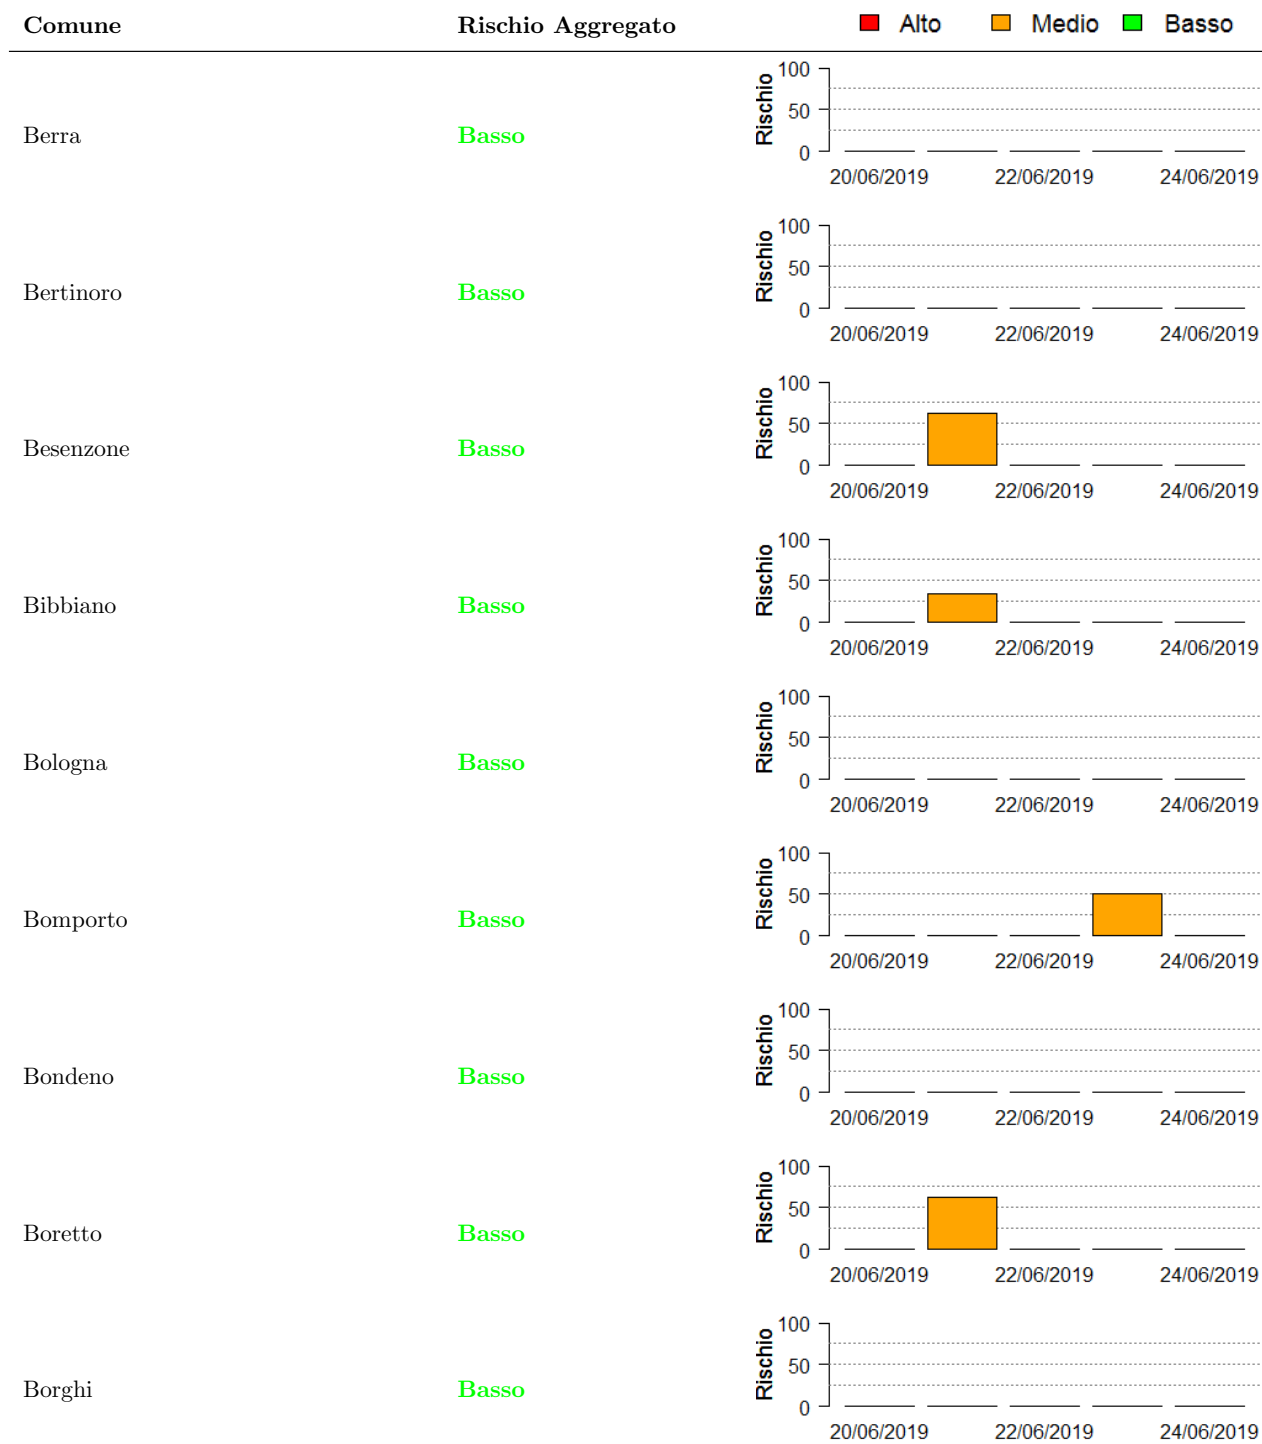 Comune Rischio Aggregato Alto Medio Basso
Berra Basso
Rischio
100
50
0
20/06/2019 22/06/2019 24/06/2019
Bertinoro Basso
Rischio
100
50
0
20/06/2019 22/06/2019 24/06/2019
Besenzone Basso
Rischio
100
50
0
20/06/2019 22/06/2019 24/06/2019
Bibbiano Basso
Rischio
100
50
0
20/06/2019 22/06/2019 24/06/2019
Bologna Basso
Rischio
100
50
0
20/06/2019 22/06/2019 24/06/2019
Bomporto Basso
Rischio
100
50
0
20/06/2019 22/06/2019 24/06/2019
Bondeno Basso
Rischio
100
50
0
20/06/2019 22/06/2019 24/06/2019
Boretto Basso
Rischio
100
50
0
20/06/2019 22/06/2019 24/06/2019
Borghi Basso
Rischio
100
50
0
20/06/2019 22/06/2019 24/06/2019